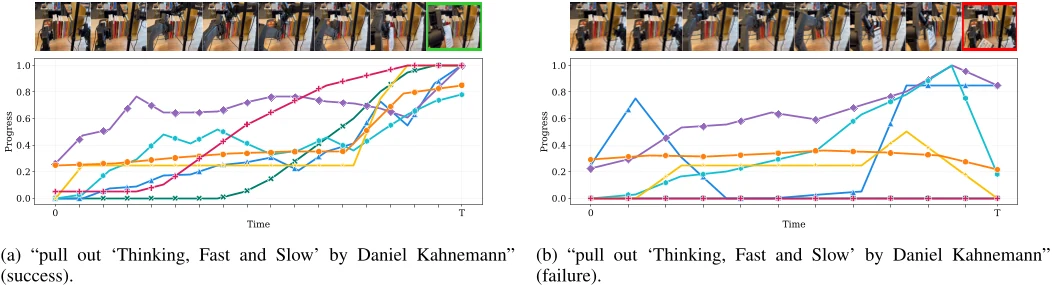 1.0
0.8
0.6
0.4
0.2
0.0
Progress
0
T
Time
1.0
0.8
0.6
0.4
0.2
0.0
Progress
0
T
Time
(a) “pull out ‘Thinking, Fast and Slow’ by Daniel Kahnemann”
(success).
(b) “pull out ‘Thinking, Fast and Slow’ by Daniel Kahnemann”
(failure).